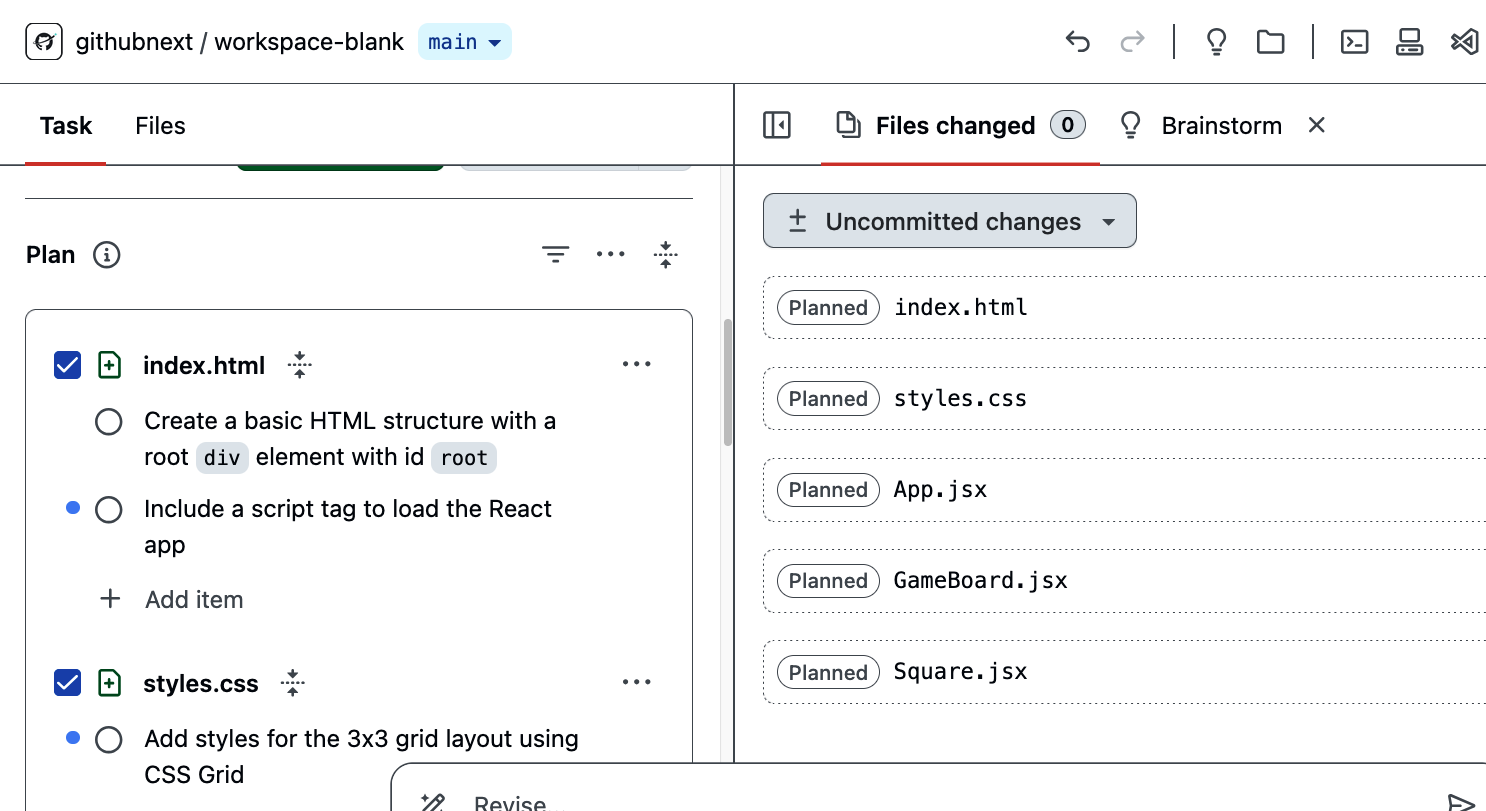 githubnext / workspace-blank main
Task Files
Files changed 0 Brainstorm
Plan
index.html
Create a basic HTML structure with a
root div element with id root
Include a script tag to load the React
app
Add item
styles.css
Add styles for the 3x3 grid layout using
CSS Grid
Uncommitted changes
Planned index.html
Planned styles.css
Planned App.jsx
Planned GameBoard.jsx
Planned Square.jsx
Revise...